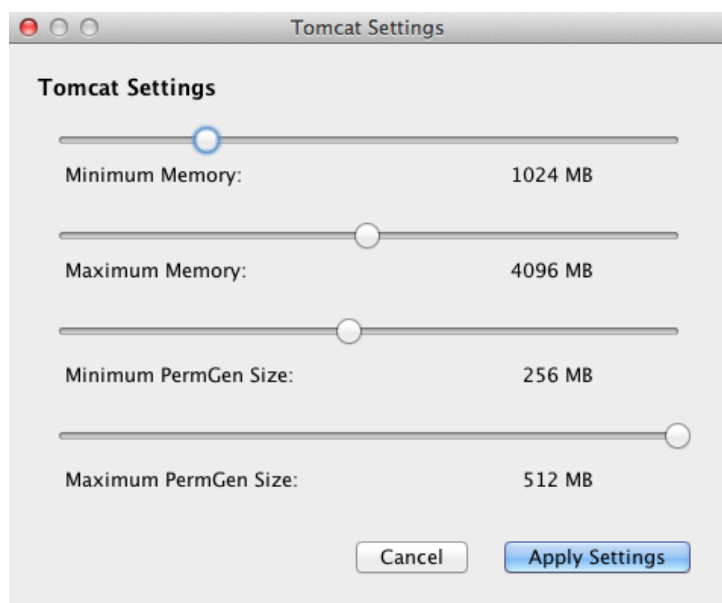 Tomcat Settings
Tomcat Settings
Minimum Memory: 1024 MB
Maximum Memory: 4096 MB
Minimum PermGen Size: 256 MB
Maximum PermGen Size: 512 MB
Cancel Apply Settings